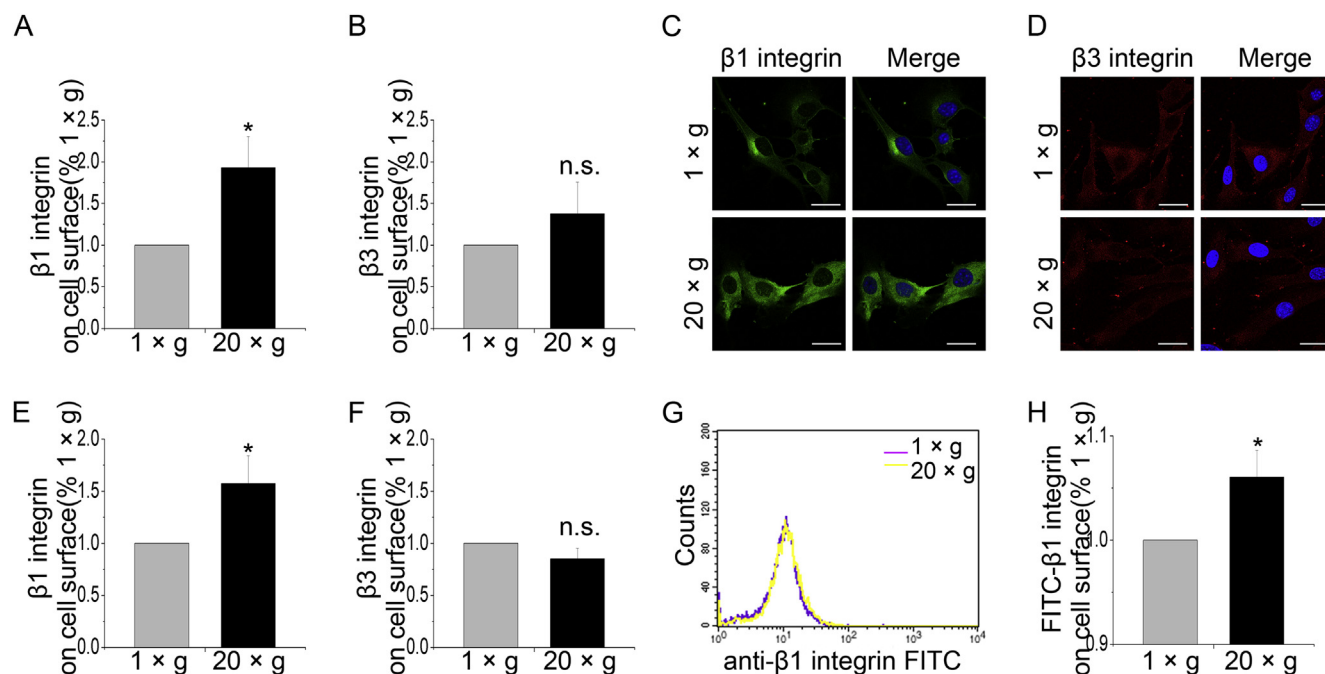 A
β1 integrin
on cell surface(% 1 × g)
2.5
2.0
1.5
1.0
0.5
0.0
*
1 × g
20 × g
B
β3 integrin
on cell surface(% 1 × g)
2.5
2.0
1.5
1.0
0.5
0.0
n.s.
1 × g
20 × g
C
β1 integrin
Merge
1 × g
20 × g
D
β3 integrin
Merge
1 × g
20 × g
E
β1 integrin
on cell surface(% 1 × g)
2.0
1.5
1.0
0.5
0.0
*
1 × g
20 × g
F
β3 integrin
on cell surface(% 1 × g)
2.0
1.5
1.0
0.5
0.0
n.s.
1 × g
20 × g
G
Counts
200
160
120
80
40
0
1 × g
20 × g
10⁰ 10¹ 10² 10³ 10⁴
anti-β1 integrin FITC
H
FITC-β1 integrin
on cell surface(% 1 × g)
1.1
1.0
0.9
*
1 × g
20 × g